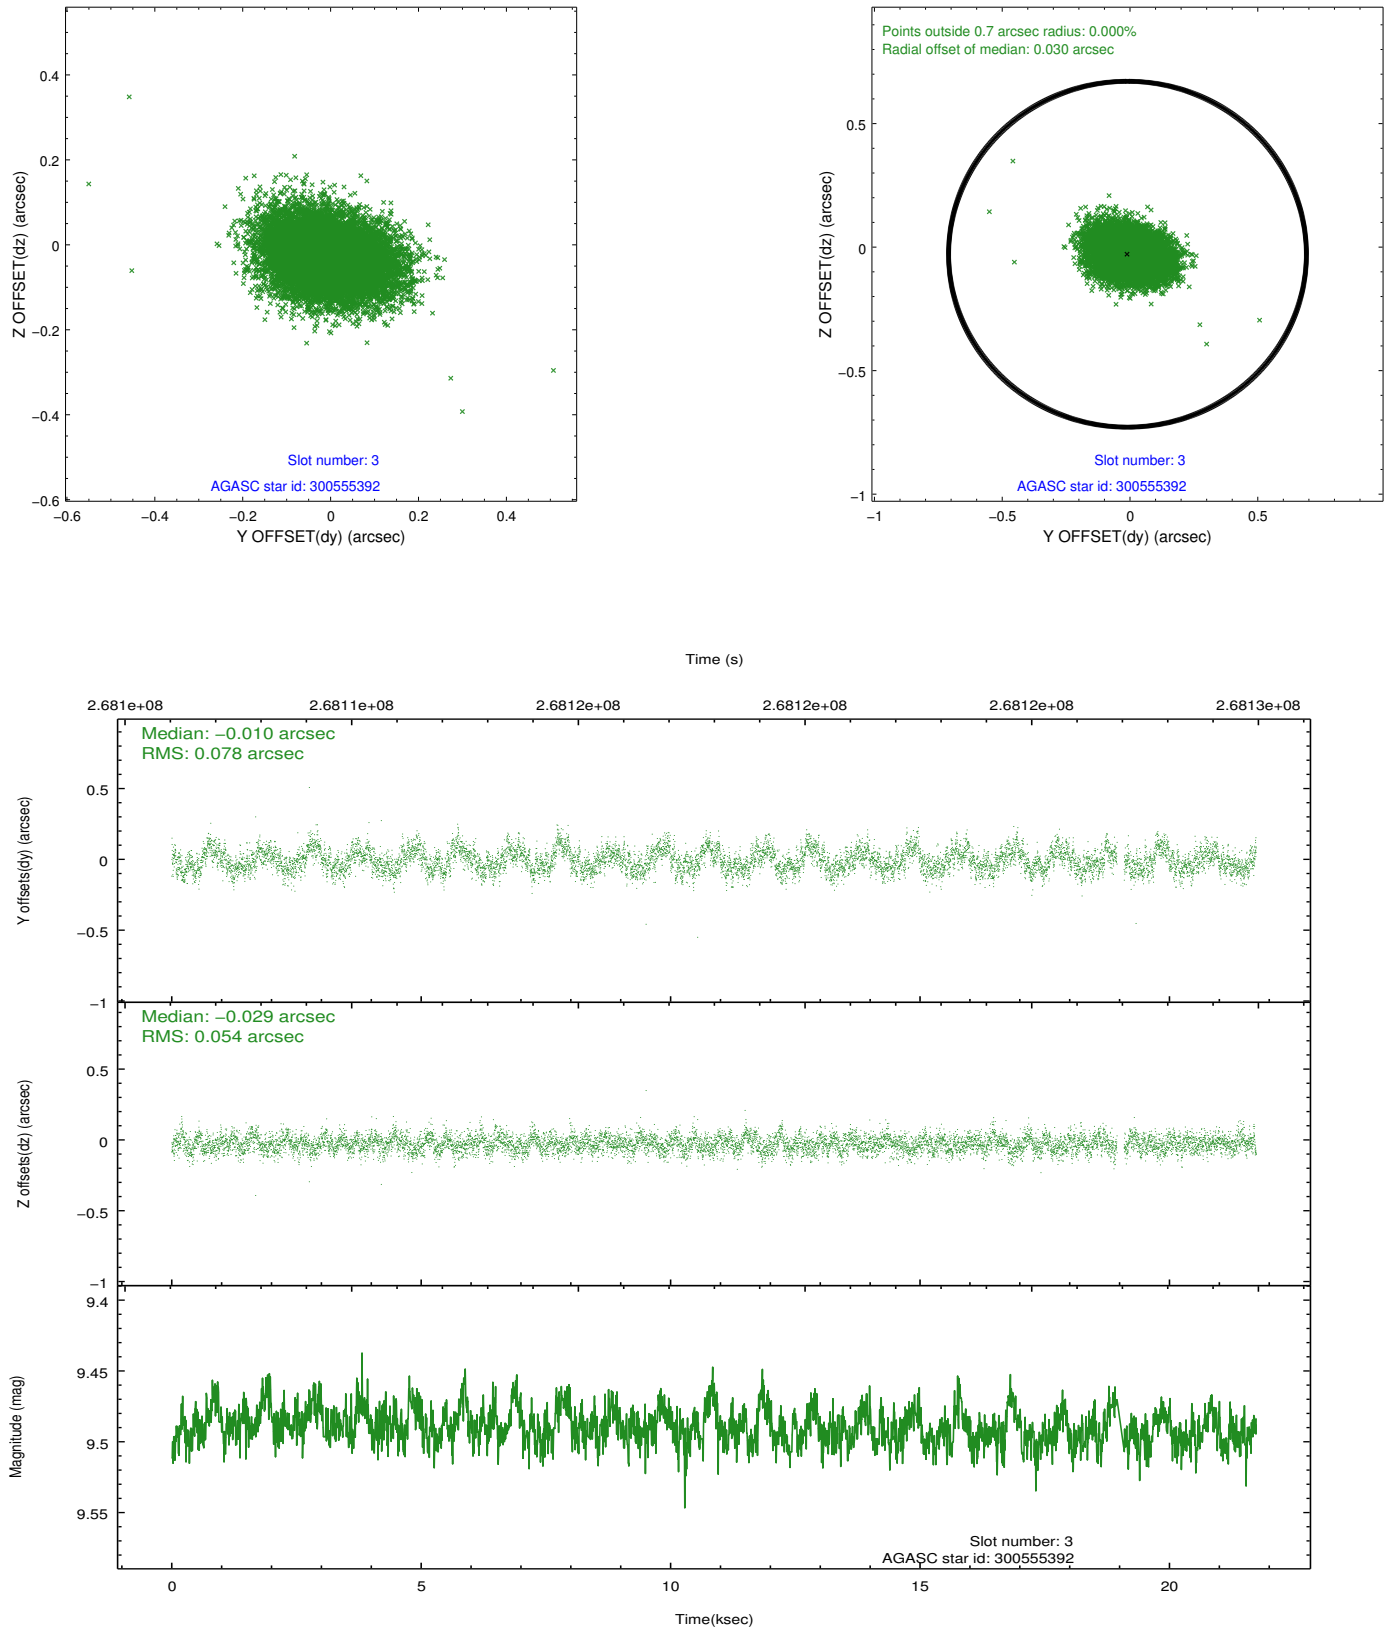 0.4
0.2
0
−0.2
−0.4
−0.6
Z OFFSET(dz) (arcsec)
Slot number: 3
AGASC star id: 300555392
−0.6
−0.4
−0.2
0
0.2
0.4
Y OFFSET(dy) (arcsec)
Points outside 0.7 arcsec radius: 0.000%
Radial offset of median: 0.030 arcsec
0.5
0
−0.5
−1
Z OFFSET(dz) (arcsec)
Slot number: 3
AGASC star id: 300555392
−1
−0.5
0
0.5
Y OFFSET(dy) (arcsec)
Time (s)
2.681e+08
2.6811e+08
2.6812e+08
2.6812e+08
2.6812e+08
2.6813e+08
Median: −0.010 arcsec
RMS: 0.078 arcsec
0.5
0
−0.5
−1
Y offsets(dy) (arcsec)
Median: −0.029 arcsec
RMS: 0.054 arcsec
0.5
0
−0.5
−1
Z offsets(dz) (arcsec)
9.4
9.45
9.5
9.55
Magnitude (mag)
Slot number: 3
AGASC star id: 300555392
0
5
10
15
20
Time(ksec)